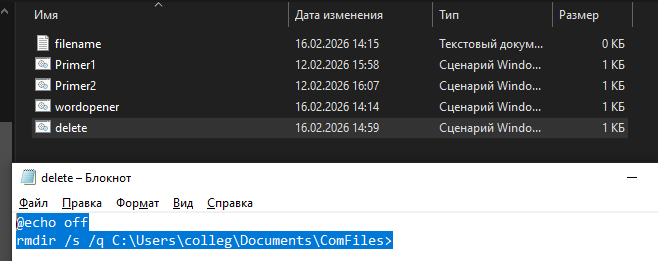 Имя Дата изменения Тип Размер
filename 16.02.2026 14:15 Текстовый докум... 0 КБ
Primer1 12.02.2026 15:58 Сценарий Windo... 1 КБ
Primer2 12.02.2026 16:07 Сценарий Windo... 1 КБ
wordopener 16.02.2026 14:14 Сценарий Windo... 1 КБ
delete 16.02.2026 14:59 Сценарий Windo... 1 КБ
delete – Блокнот
Файл Правка Формат Вид Справка
@echo off
rmdir /s /q C:\Users\colleg\Documents\ComFiles>